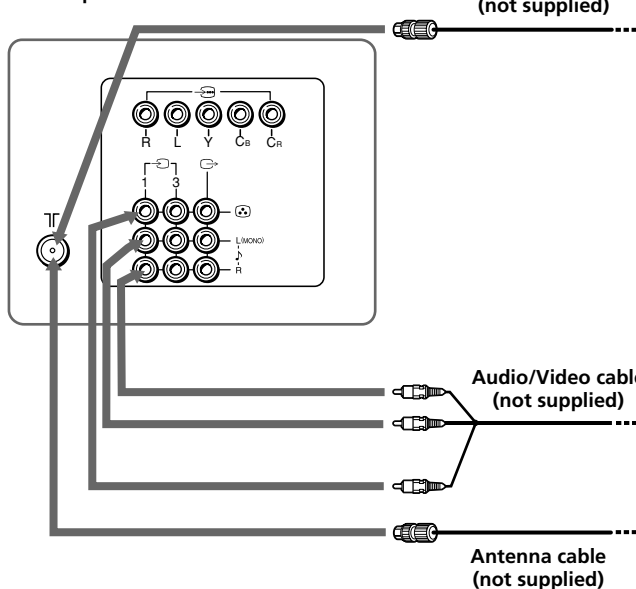 (not supplied)
R L Y CB CR
1 3
L(MONO)
R
Audio/Video cable
(not supplied)
Antenna cable
(not supplied)